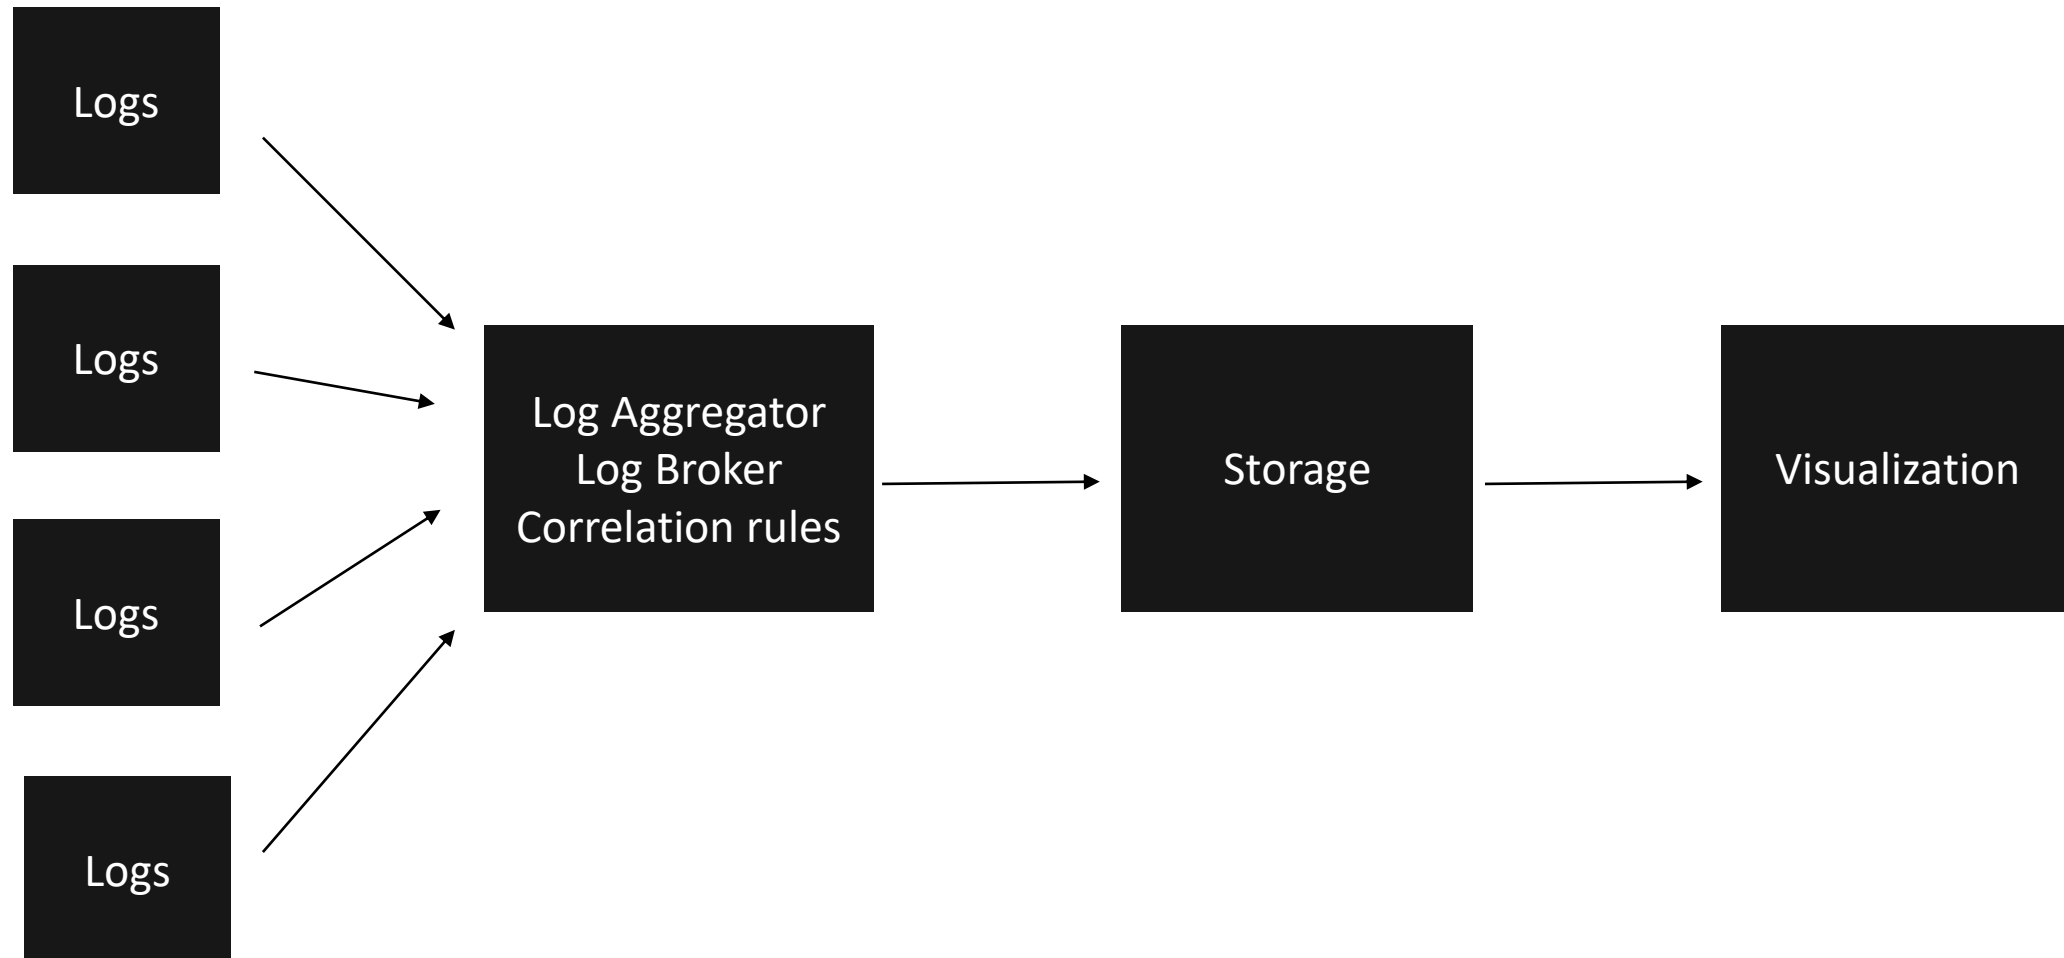 Logs
Logs
Logs
Logs
Log Aggregator
Log Broker
Correlation rules
Storage
Visualization